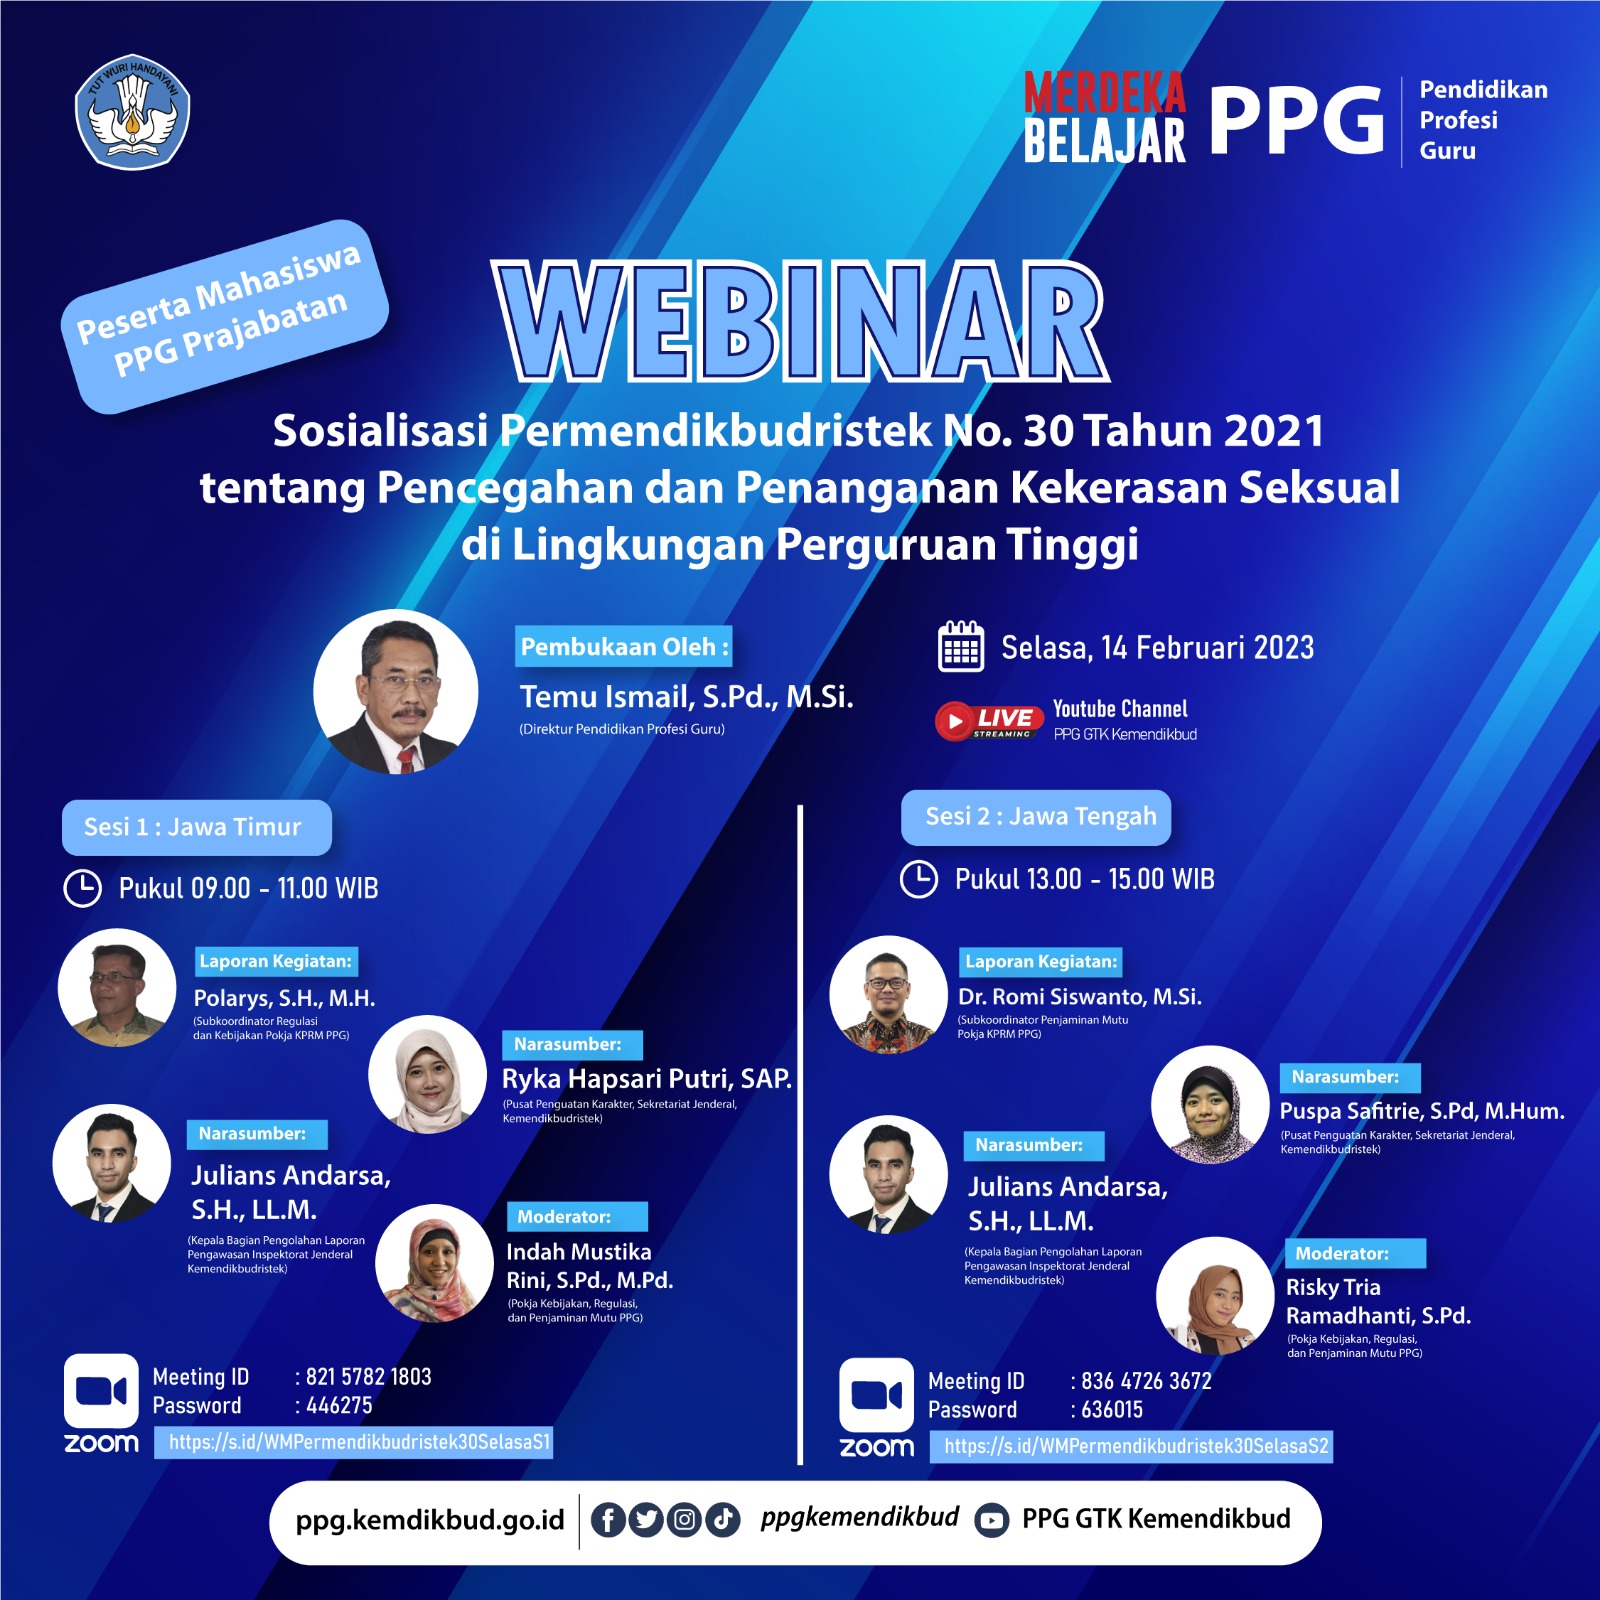 TUT WURI HANDAYANI
MERDEKA
BELAJAR
PPG
Pendidikan
Profesi
Guru
Peserta Mahasiswa
PPG Prajabatan
WEBINAR
Sosialisasi Permendikbudristek No. 30 Tahun 2021
tentang Pencegahan dan Penanganan Kekerasan Seksual
di Lingkungan Perguruan Tinggi
Pembukaan Oleh :
Temu Ismail, S.Pd., M.Si.
(Direktur Pendidikan Profesi Guru)
Selasa, 14 Februari 2023
LIVE
STREAMING
Youtube Channel
PPG GTK Kemendikbud
Sesi 1 : Jawa Timur
Pukul 09.00 - 11.00 WIB
Laporan Kegiatan:
Polarys, S.H., M.H.
(Subkoordinator Regulasi
dan Kebijakan Pokja KPRM PPG)
Narasumber:
Ryka Hapsari Putri, SAP.
(Pusat Penguatan Karakter, Sekretariat Jenderal,
Kemendikbudristek)
Narasumber:
Julians Andarsa,
S.H., LL.M.
(Kepala Bagian Pengolahan Laporan
Pengawasan Inspektorat Jenderal
Kemendikbudristek)
Moderator:
Indah Mustika
Rini, S.Pd., M.Pd.
(Pokja Kebijakan, Regulasi,
dan Penjaminan Mutu PPG)
zoom
Meeting ID : 821 5782 1803
Password : 446275
https://s.id/WMPermendikbudristek30SelasaS1
Sesi 2 : Jawa Tengah
Pukul 13.00 - 15.00 WIB
Laporan Kegiatan:
Dr. Romi Siswanto, M.Si.
(Subkoordinator Penjaminan Mutu
Pokja KPRM PPG)
Narasumber:
Puspa Safitrie, S.Pd, M.Hum.
(Pusat Penguatan Karakter, Sekretariat Jenderal,
Kemendikbudristek)
Narasumber:
Julians Andarsa,
S.H., LL.M.
(Kepala Bagian Pengolahan Laporan
Pengawasan Inspektorat Jenderal
Kemendikbudristek)
Moderator:
Risky Tria
Ramadhanti, S.Pd.
(Pokja Kebijakan, Regulasi,
dan Penjaminan Mutu PPG)
zoom
Meeting ID : 836 4726 3672
Password : 636015
https://s.id/WMPermendikbudristek30SelasaS2
ppg.kemdikbud.go.id
ppgkemendikbud
PPG GTK Kemendikbud